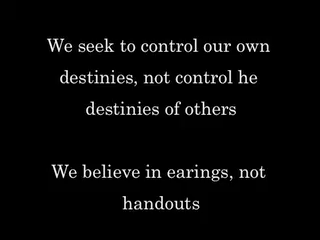 We seek to control our own
destinies, not control he
destinies of others
We believe in earings, not
handouts